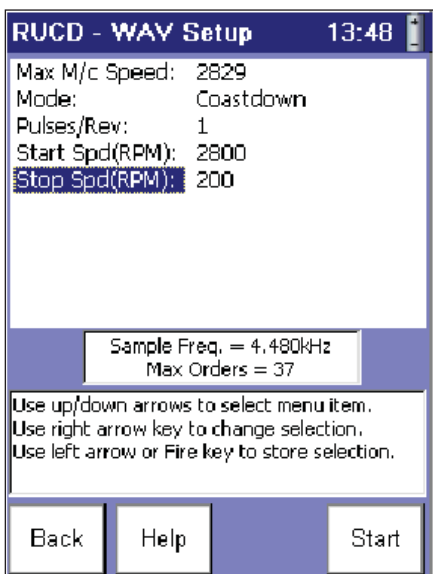 RUCD - WAV Setup 13:48
Max M/c Speed: 2829
Mode: Coastdown
Pulses/Rev: 1
Start Spd(RPM): 2800
Stop Spd(RPM): 200
Sample Freq. = 4.480kHz
Max Orders = 37
Use up/down arrows to select menu item.
Use right arrow key to change selection.
Use left arrow or Fire key to store selection.
Back Help Start